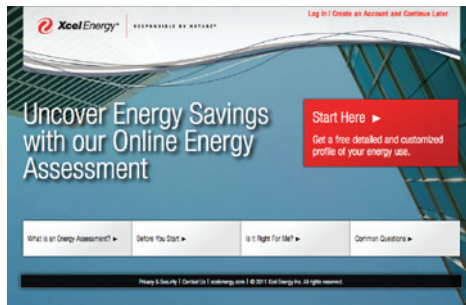 Log In | Create an Account and Continue Later
Xcel Energy®
RESPONSIBLE BY NATURE®
Uncover Energy Savings
with our Online Energy
Assessment
Start Here ►
Get a free detailed and customized
profile of your energy use.
What is an Energy Assessment? ►
Before You Start ►
Is It Right For Me? ►
Common Questions ►
Privacy & Security | Contact Us | xcelenergy.com | © 2011 Xcel Energy Inc. All rights reserved.